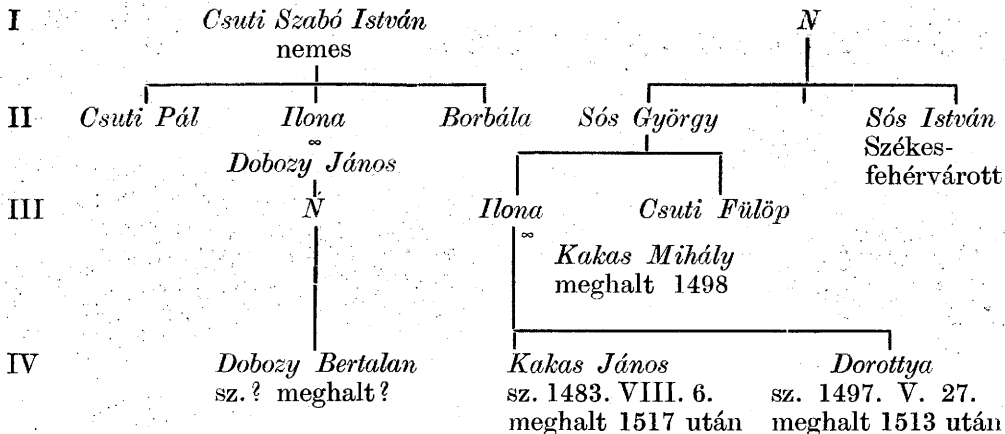 I Csuti Szabó István N
nemes
II Csuti Pál Ilona Borbála Sós György Sós István
∞ Székes-
Dobozy János fehérvárott
III N Ilona Csuti Fülöp
∞
Kakas Mihály
meghalt 1498
IV Dobozy Bertalan Kakas János Dorottya
sz. ? meghalt ? sz. 1483. VIII. 6. sz. 1497. V. 27.
meghalt 1517 után meghalt 1513 után